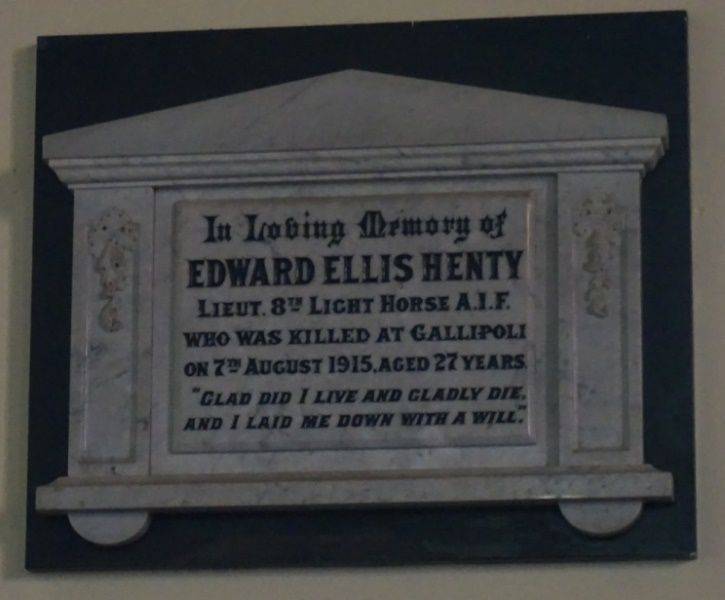 In Loving Memory of
EDWARD ELLIS HENTY
LIEUT. 8TH LIGHT HORSE A.I.F.
WHO WAS KILLED AT GALLIPOLI
ON 7TH AUGUST 1915, AGED 27 YEARS.
"GLAD DID I LIVE AND GLADLY DIE,
AND I LAID ME DOWN WITH A WILL."